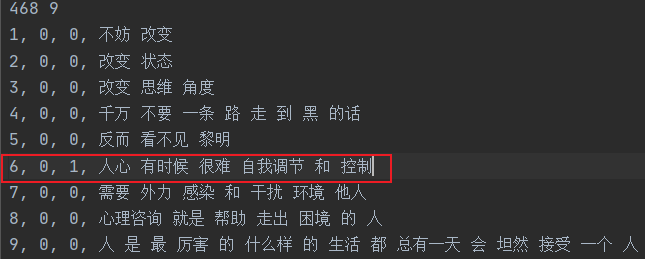 468 9
1, 0, 0, 不妨 改变
2, 0, 0, 改变 状态
3, 0, 0, 改变 思维 角度
4, 0, 0, 千万 不要 一条 路 走 到 黑 的话
5, 0, 0, 反而 看不见 黎明
6, 0, 1, 人心 有时候 很难 自我调节 和 控制
7, 0, 0, 需要 外力 感染 和 干扰 环境 他人
8, 0, 0, 心理咨询 就是 帮助 走出 困境 的 人
9, 0, 0, 人 是 最 厉害 的 什么样 的 生活 都 总有一天 会 坦然 接受 一个 人